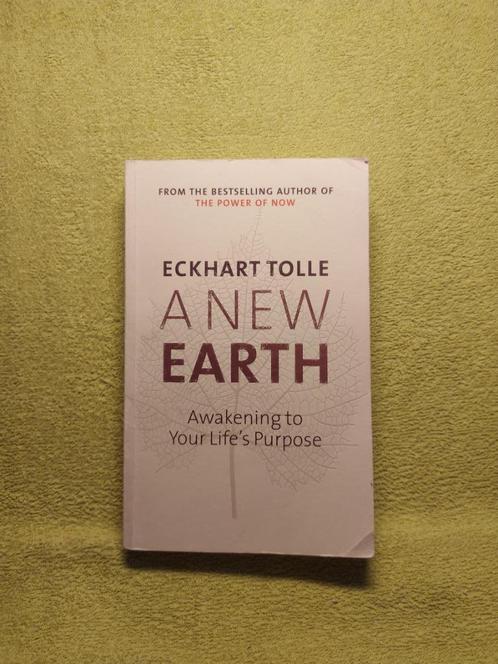 FROM THE BESTSELLING AUTHOR OF
THE POWER OF NOW
ECKHART TOLLE
A NEW
EARTH
Awakening to
Your Life's Purpose